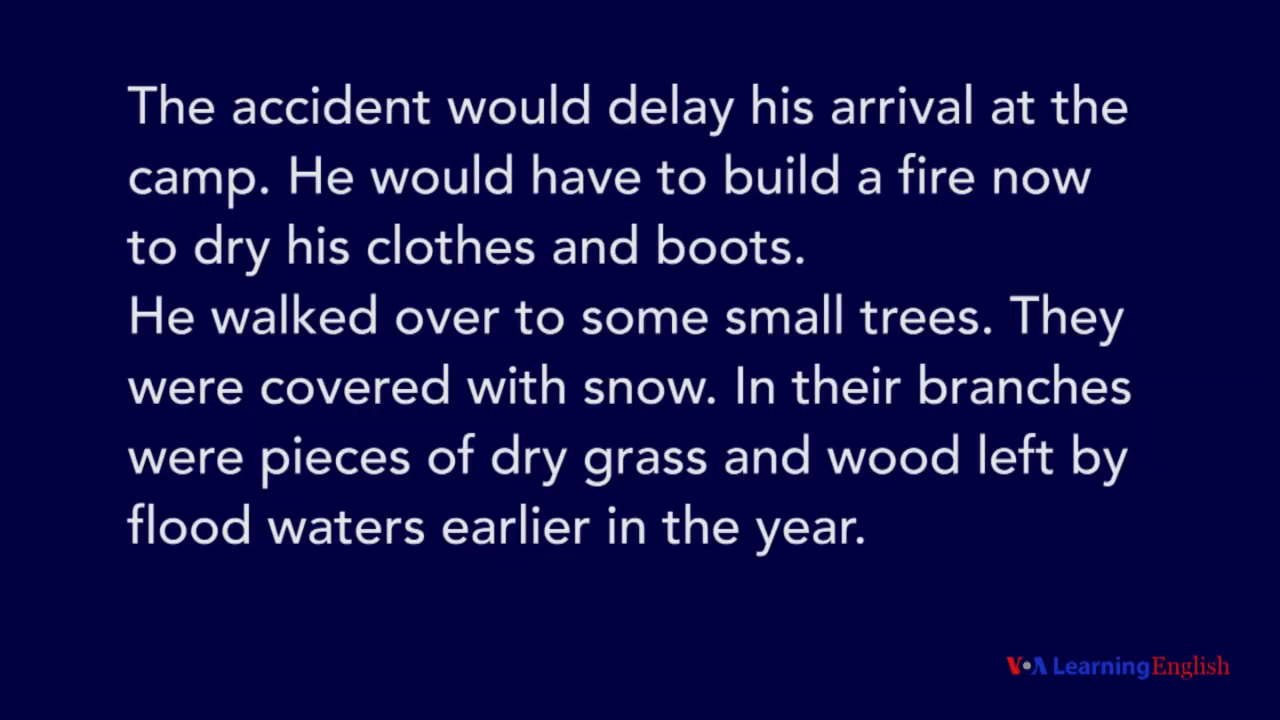 The accident would delay his arrival at the
camp. He would have to build a fire now
to dry his clothes and boots.
He walked over to some small trees. They
were covered with snow. In their branches
were pieces of dry grass and wood left by
flood waters earlier in the year.
VOA Learning English